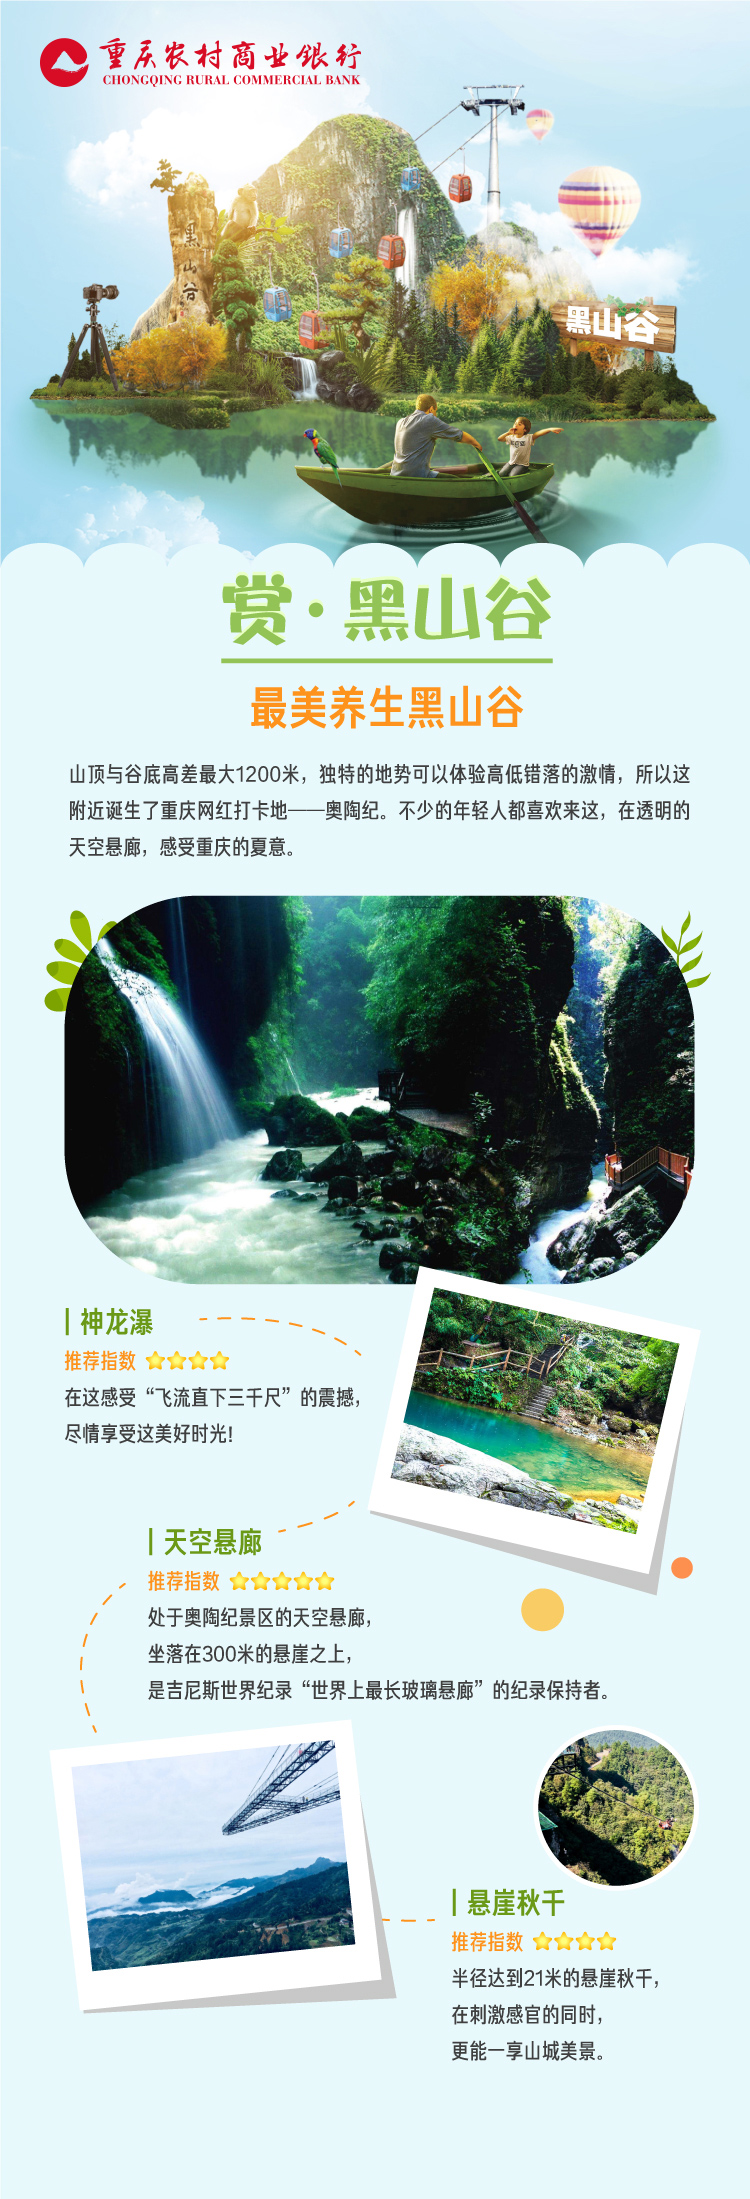 重庆农村商业银行
CHONGQING RURAL COMMERCIAL BANK
黑山谷
黑山谷
赏·黑山谷
最美养生黑山谷
山顶与谷底高差最大1200米，独特的地势可以体验高低错落的激情，所以这
附近诞生了重庆网红打卡地——奥陶纪。不少的年轻人都喜欢来这，在透明的
天空悬廊，感受重庆的夏意。
神龙瀑
推荐指数
在这感受“飞流直下三千尺”的震撼，
尽情享受这美好时光！
天空悬廊
推荐指数
处于奥陶纪景区的天空悬廊，
坐落在300米的悬崖之上，
是吉尼斯世界纪录“世界上最长玻璃悬廊”的纪录保持者。
悬崖秋千
推荐指数
半径达到21米的悬崖秋千，
在刺激感官的同时，
更能一享山城美景。